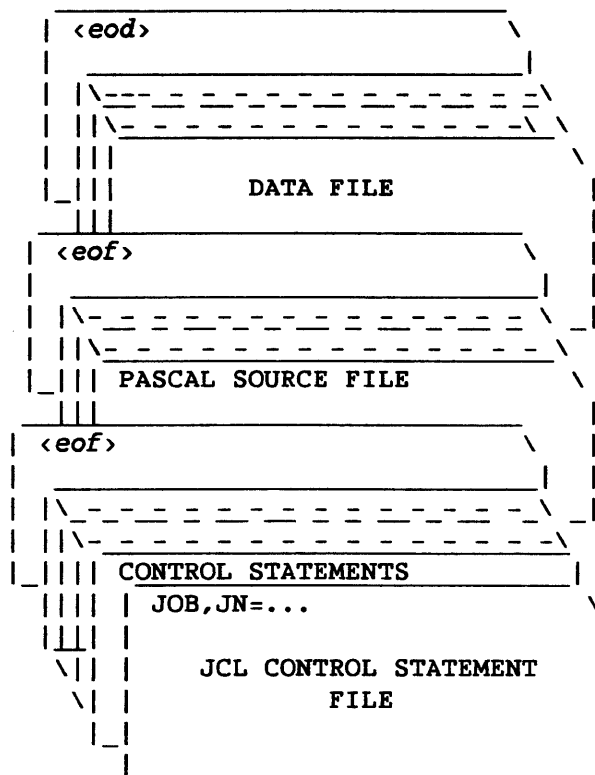 <eod>
DATA FILE
<eof>
PASCAL SOURCE FILE
<eof>
CONTROL STATEMENTS
JOB,JN=...
JCL CONTROL STATEMENT
FILE